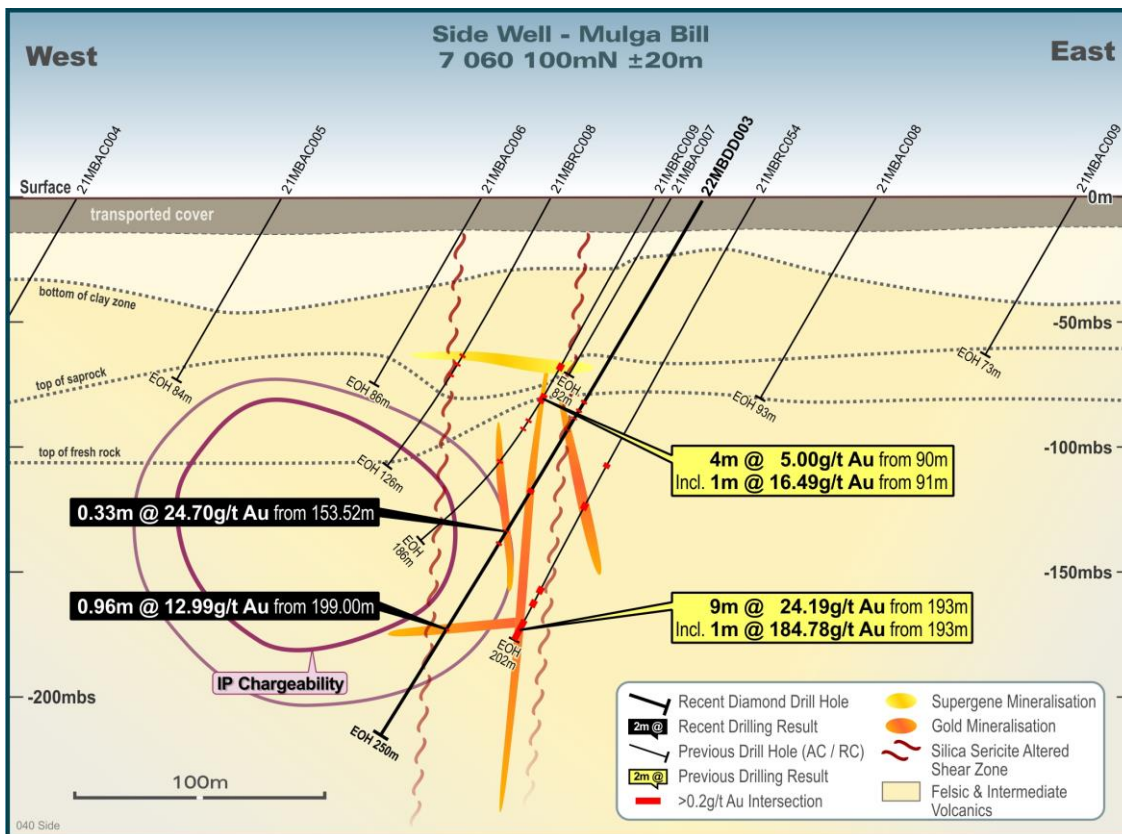 Side Well - Mulga Bill
7 060 100mN ±20m
West
East
21MBAC004
21MBAC005
21MBAC006
21MBRC008
21MBRC009
21MBAC007
22MBDD003
21MBRC054
21MBAC008
21MBAC009
Surface
0m
transported cover
bottom of clay zone
-50mbs
top of saprock
EOH 84m
EOH 86m
EOH
82m
EOH 93m
EOH 73m
top of fresh rock
EOH 126m
-100mbs
4m @ 5.00g/t Au from 90m
Incl. 1m @ 16.49g/t Au from 91m
0.33m @ 24.70g/t Au from 153.52m
EOH
186m
-150mbs
0.96m @ 12.99g/t Au from 199.00m
9m @ 24.19g/t Au from 193m
Incl. 1m @ 184.78g/t Au from 193m
EOH
202m
IP Chargeability
-200mbs
EOH 250m
100m
Recent Diamond Drill Hole
2m @ Recent Drilling Result
Previous Drill Hole (AC / RC)
2m @ Previous Drilling Result
>0.2g/t Au Intersection
Supergene Mineralisation
Gold Mineralisation
Silica Sericite Altered
Shear Zone
Felsic & Intermediate
Volcanics
040 Side